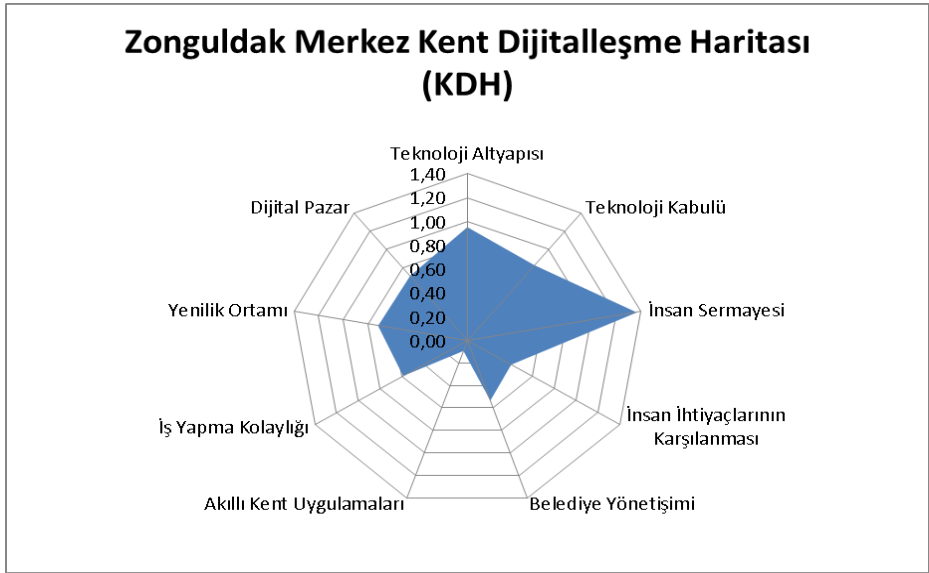 Zonguldak Merkez Kent Dijitalleşme Haritası
(KDH)
Teknoloji Altyapısı
1,40
1,20
1,00
0,80
0,60
0,40
0,20
0,00
Teknoloji Kabulü
İnsan Sermayesi
İnsan İhtiyaçlarının
Karşılanması
Belediye Yönetişimi
Akıllı Kent Uygulamaları
İş Yapma Kolaylığı
Yenilik Ortamı
Dijital Pazar